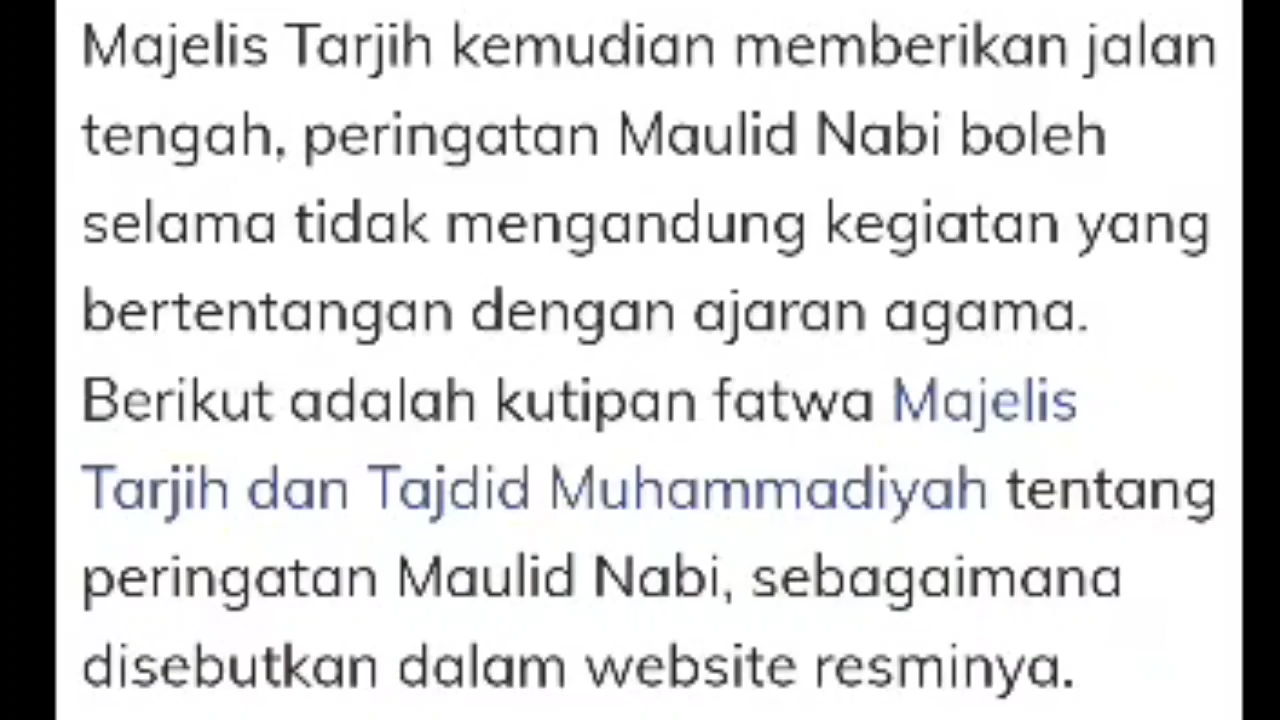 Majelis Tarjih kemudian memberikan jalan
tengah, peringatan Maulid Nabi boleh
selama tidak mengandung kegiatan yang
bertentangan dengan ajaran agama.
Berikut adalah kutipan fatwa Majelis
Tarjih dan Tajdid Muhammadiyah tentang
peringatan Maulid Nabi, sebagaimana
disebutkan dalam website resminya.